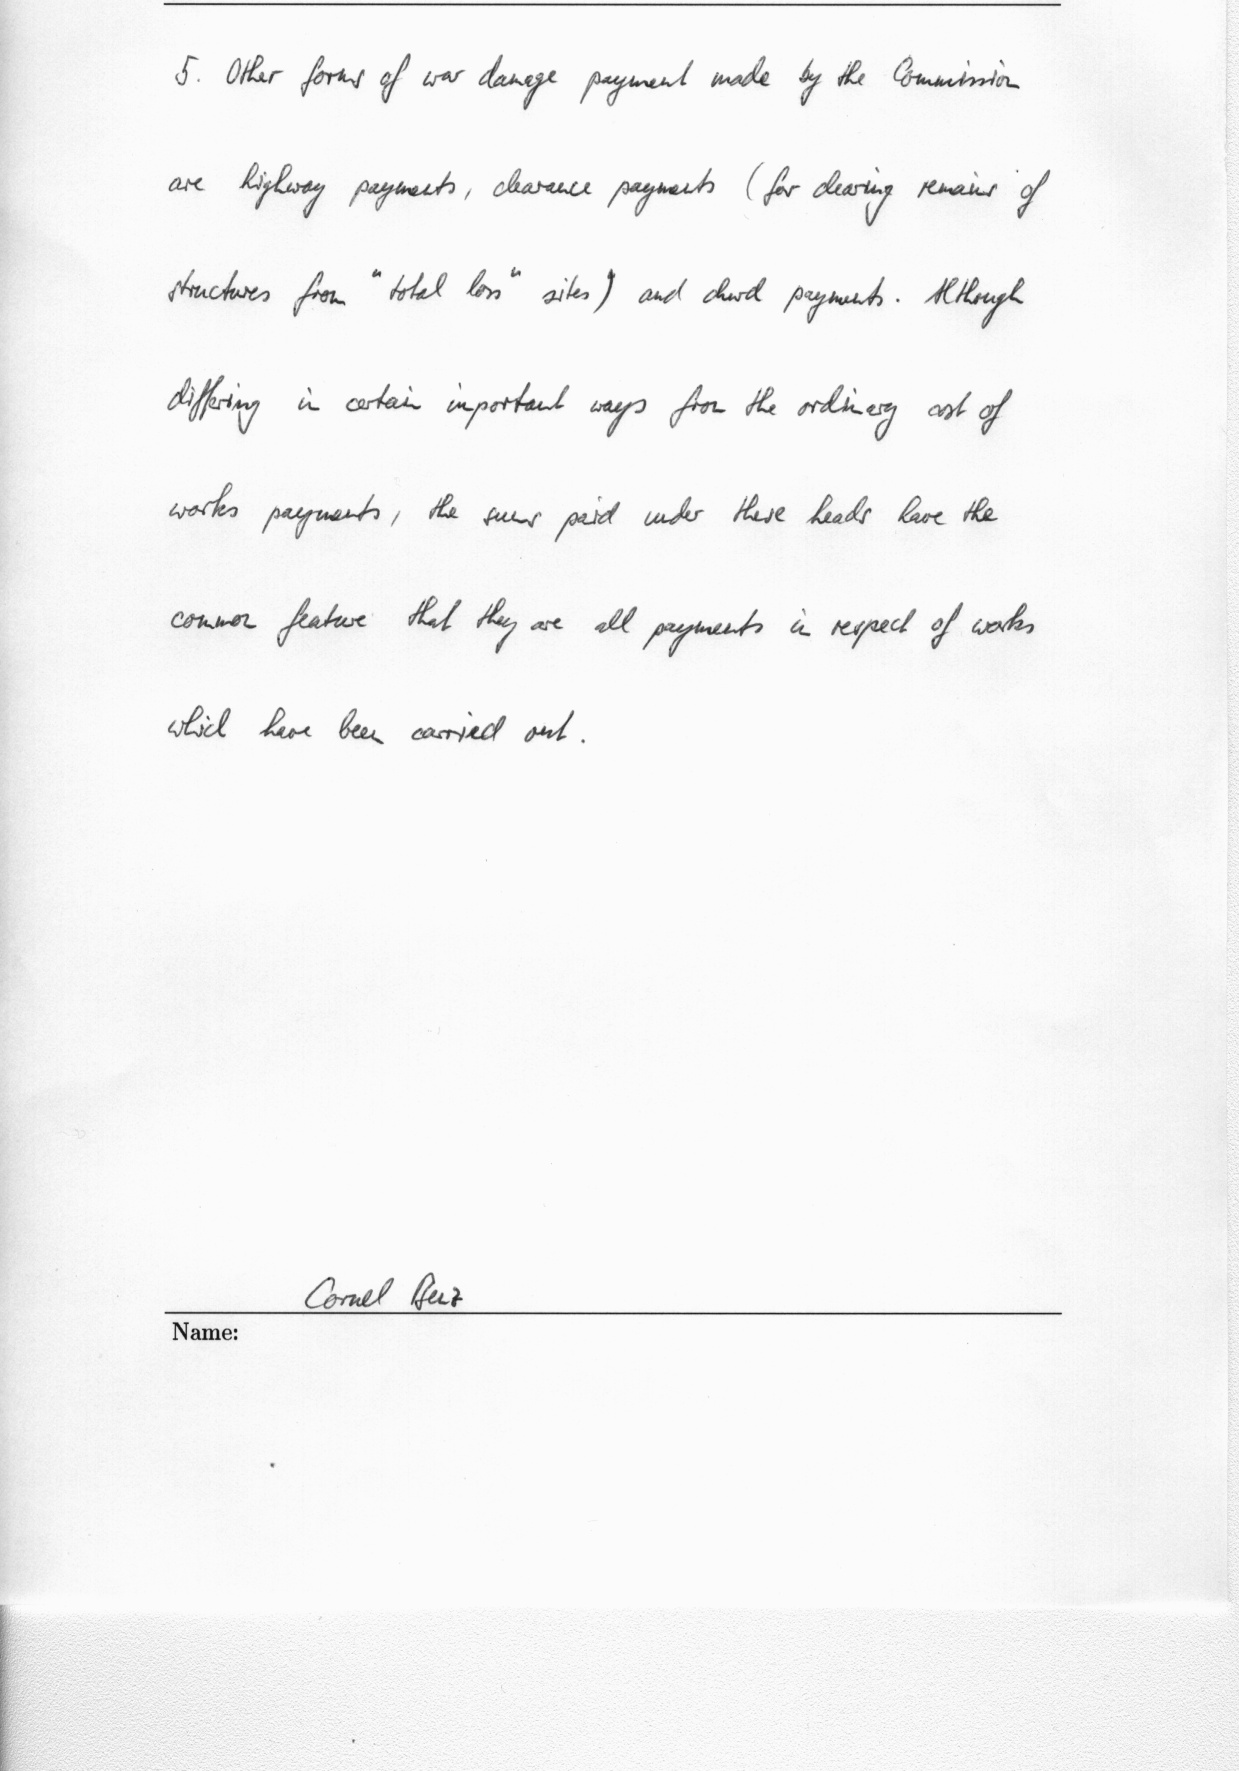 5. Other forms of war damage payment made by the Commission
are highway payments, clearance payments (for clearing remains of
structures from "total loss" sites) and church payments. Although
differing in certain important ways from the ordinary cost of
works payments, the sums paid under these heads have the
common feature that they are all payments in respect of works
which have been carried out.
Cornel
Name: